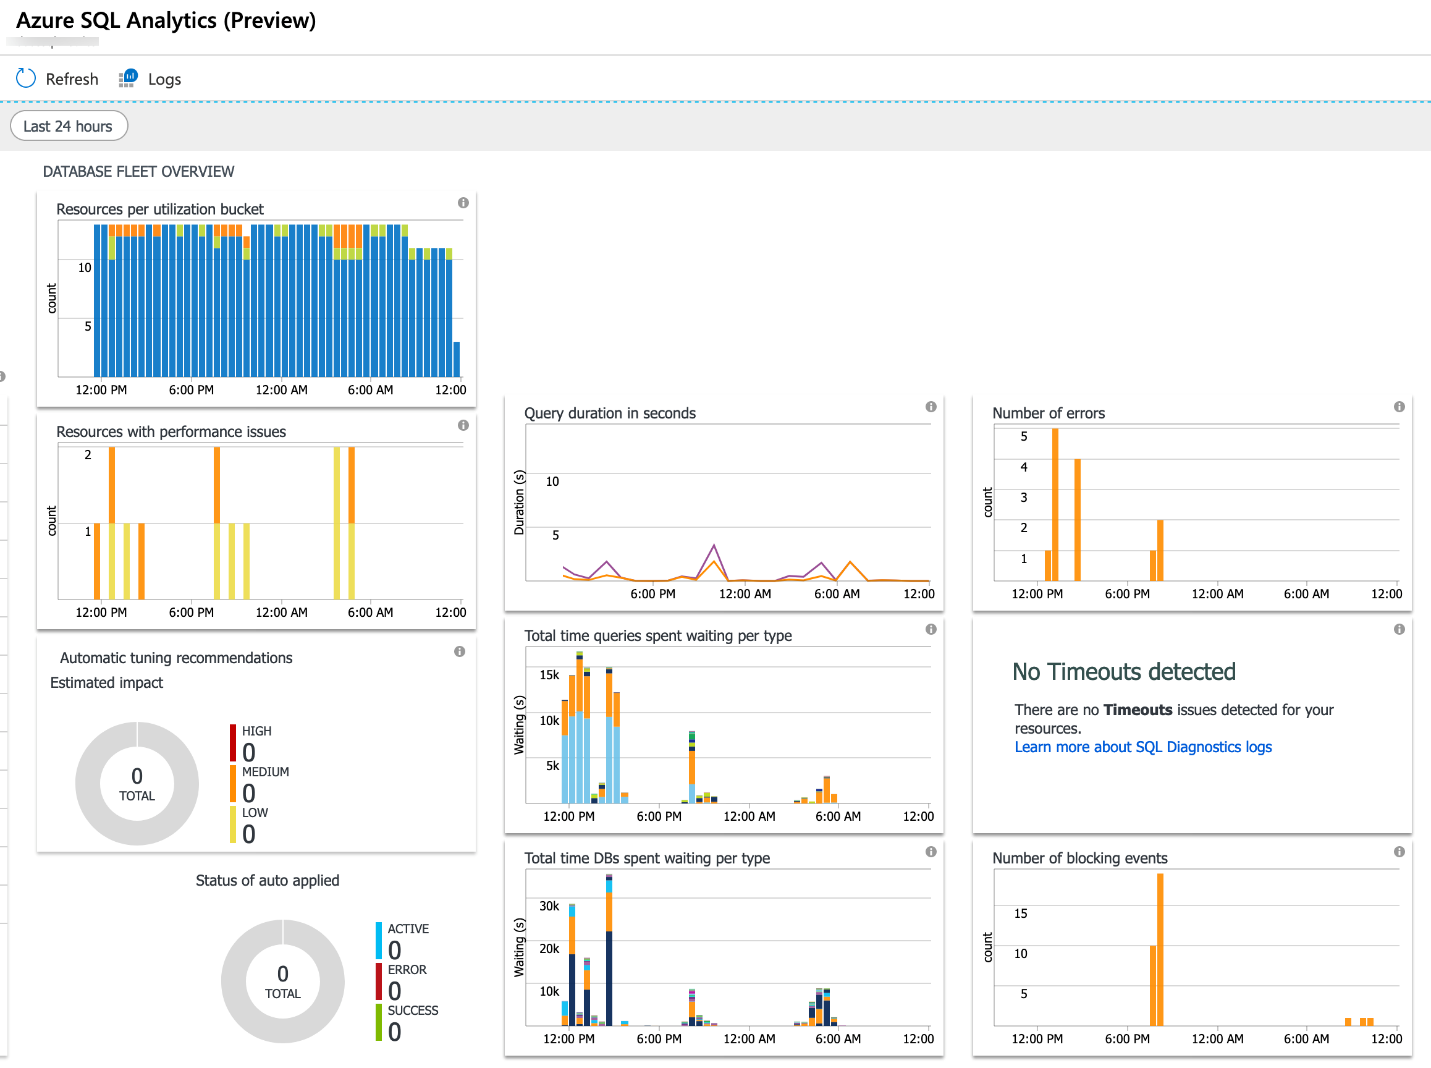 Azure SQL Analytics (Preview)
Refresh
Logs
Last 24 hours
DATABASE FLEET OVERVIEW
Resources per utilization bucket
count
10
5
12:00 PM 6:00 PM 12:00 AM 6:00 AM 12:00
Resources with performance issues
count
2
1
12:00 PM 6:00 PM 12:00 AM 6:00 AM 12:00
Automatic tuning recommendations
Estimated impact
0
TOTAL
HIGH
0
MEDIUM
0
LOW
0
Status of auto applied
0
TOTAL
ACTIVE
0
ERROR
0
SUCCESS
0
Query duration in seconds
Duration (s)
10
5
6:00 PM 12:00 AM 6:00 AM 12:00
Total time queries spent waiting per type
Waiting (s)
15k
10k
5k
12:00 PM 6:00 PM 12:00 AM 6:00 AM 12:00
Total time DBs spent waiting per type
Waiting (s)
30k
20k
10k
12:00 PM 6:00 PM 12:00 AM 6:00 AM 12:00
Number of errors
count
5
4
3
2
1
12:00 PM 6:00 PM 12:00 AM 6:00 AM 12:00
No Timeouts detected
There are no Timeouts issues detected for your
resources.
Learn more about SQL Diagnostics logs
Number of blocking events
count
15
10
5
12:00 PM 6:00 PM 12:00 AM 6:00 AM 12:00